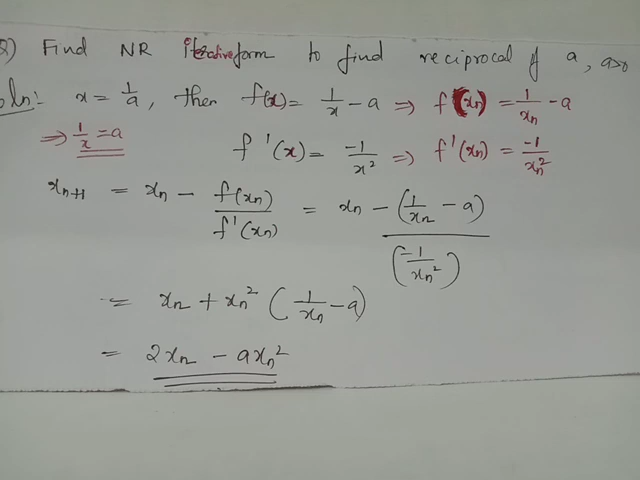 Q) Find NR iterative form to find reciprocal of a, a>0
Soln:- x = 1/a, then f(x) = 1/x - a ⇒ f(xn) = 1/xn - a
⇒ 1/x = a
f'(x) = -1/x² ⇒ f'(xn) = -1/xn²
xn+1 = xn - f(xn)/f'(xn) = xn - (1/xn - a)/(-1/xn²)
= xn + xn² (1/xn - a)
= 2xn - axn²